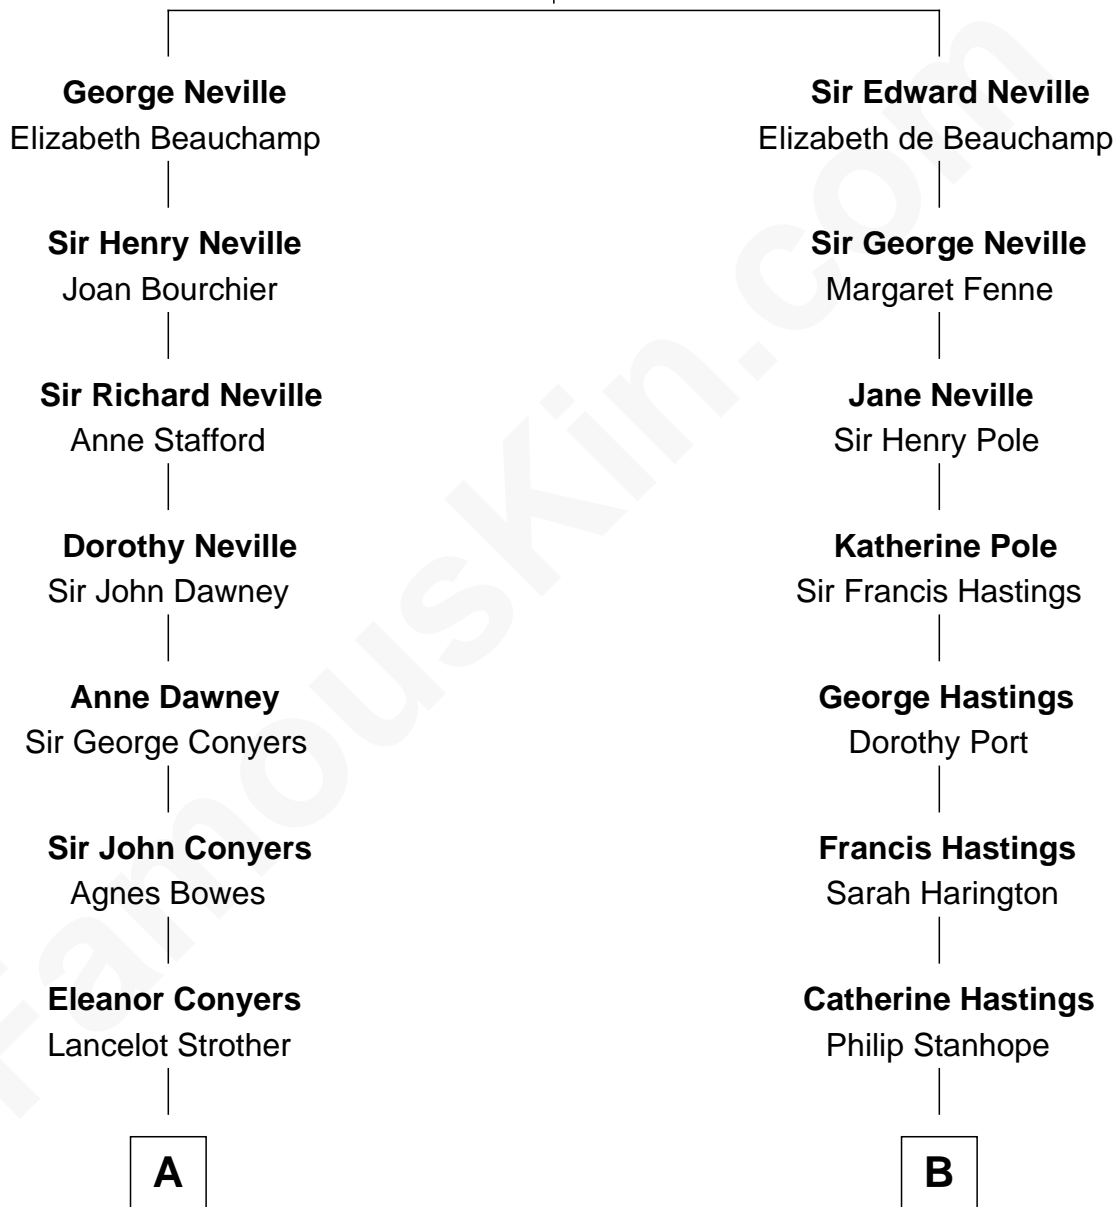 George Neville
Elizabeth Beauchamp
Sir Henry Neville
Joan Bourchier
Sir Richard Neville
Anne Stafford
Dorothy Neville
Sir John Dawney
Anne Dawney
Sir George Conyers
Sir John Conyers
Agnes Bowes
Eleanor Conyers
Lancelot Strother
A
Sir Edward Neville
Elizabeth de Beauchamp
Sir George Neville
Margaret Fenne
Jane Neville
Sir Henry Pole
Katherine Pole
Sir Francis Hastings
George Hastings
Dorothy Port
Francis Hastings
Sarah Harington
Catherine Hastings
Philip Stanhope
B
FamousKin.com